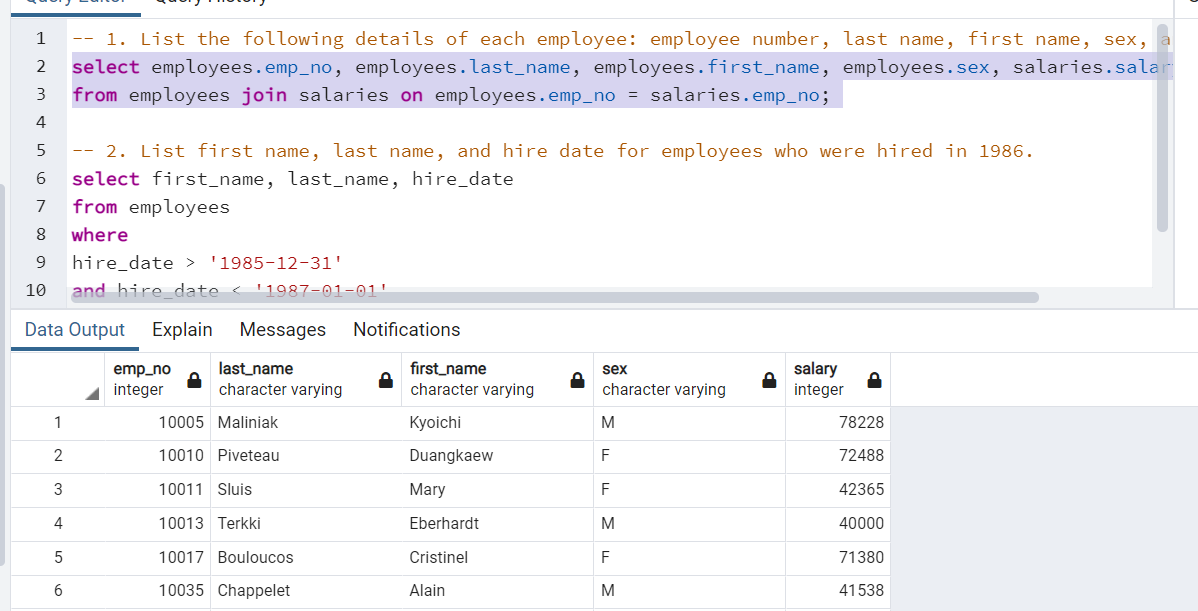 Query Editor Query History
1 -- 1. List the following details of each employee: employee number, last name, first name, sex, a
2 select employees.emp_no, employees.last_name, employees.first_name, employees.sex, salaries.salar
3 from employees join salaries on employees.emp_no = salaries.emp_no;
4
5 -- 2. List first name, last name, and hire date for employees who were hired in 1986.
6 select first_name, last_name, hire_date
7 from employees
8 where
9 hire_date > '1985-12-31'
10 and hire_date < '1987-01-01'
Data Output Explain Messages Notifications
emp_no last_name first_name sex salary
integer character varying character varying character varying integer
1 10005 Maliniak Kyoichi M 78228
2 10010 Piveteau Duangkaew F 72488
3 10011 Sluis Mary F 42365
4 10013 Terkki Eberhardt M 40000
5 10017 Bouloucos Cristinel F 71380
6 10035 Chappelet Alain M 41538